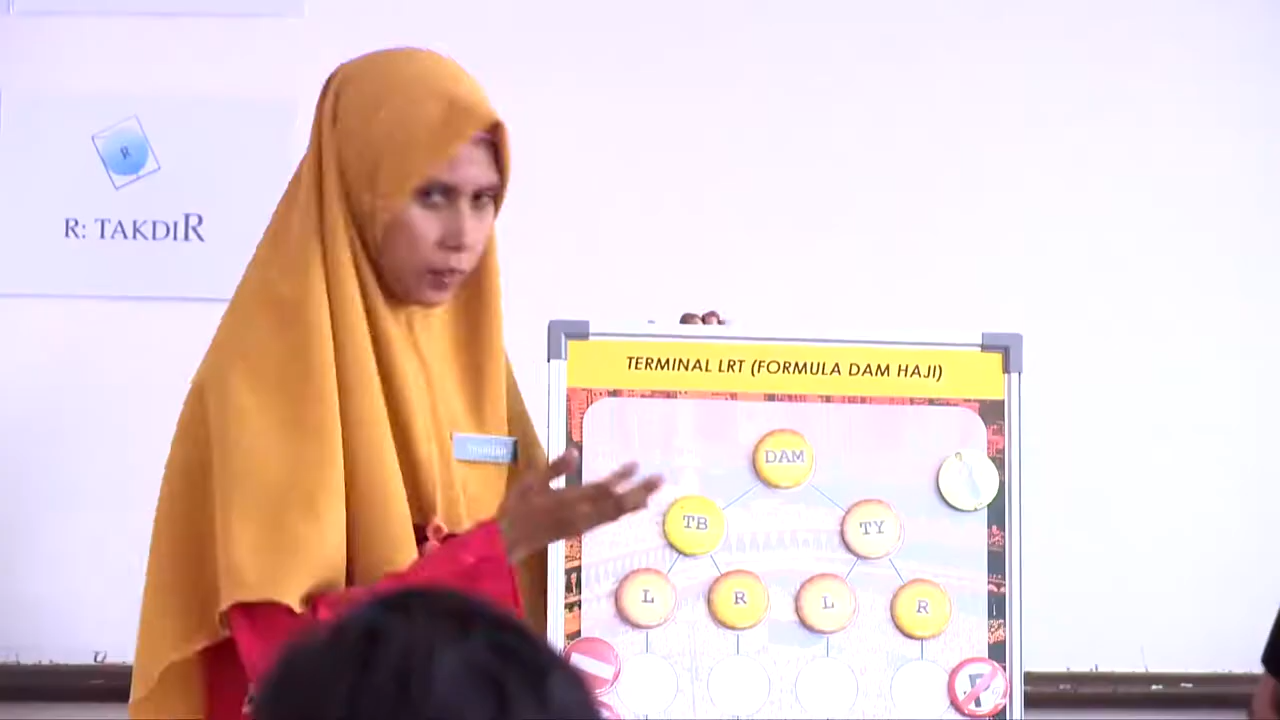 R
R: TAKDIR
TERMINAL LRT (FORMULA DAM HAJI)
DAM
TB
TY
L
R
L
R
P